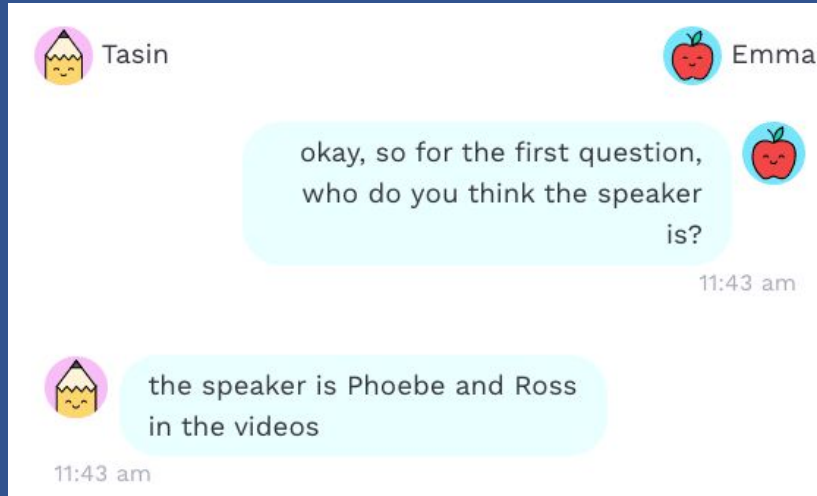 Tasin
Emma
okay, so for the first question,
who do you think the speaker
is?
11:43 am
the speaker is Phoebe and Ross
in the videos
11:43 am